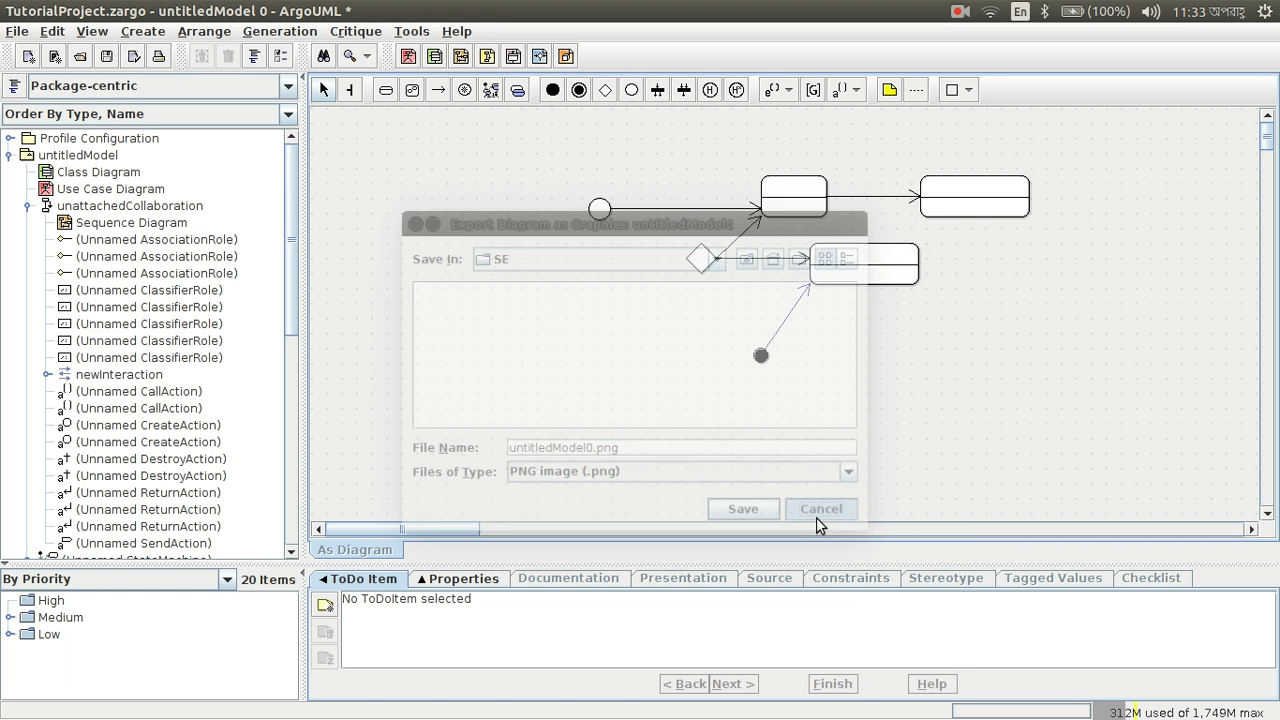 TutorialProject.zargo - untitledModel 0 - ArgoUML *
En (100%) 11:33 অপরাহ্ণ
File Edit View Create Arrange Generation Critique Tools Help
Package-centric
Order By Type, Name
Profile Configuration
untitledModel
Class Diagram
Use Case Diagram
unattachedCollaboration
Sequence Diagram
(Unnamed AssociationRole)
(Unnamed AssociationRole)
(Unnamed AssociationRole)
(Unnamed ClassifierRole)
(Unnamed ClassifierRole)
(Unnamed ClassifierRole)
(Unnamed ClassifierRole)
(Unnamed ClassifierRole)
newInteraction
(Unnamed CallAction)
(Unnamed CallAction)
(Unnamed CreateAction)
(Unnamed CreateAction)
(Unnamed DestroyAction)
(Unnamed DestroyAction)
(Unnamed ReturnAction)
(Unnamed ReturnAction)
(Unnamed ReturnAction)
(Unnamed SendAction)
(Unnamed StateMachine)
Export Diagram as Graphics: untitledModel0
Save In: SE
File Name: untitledModel0.png
Files of Type: PNG image (.png)
Save Cancel
As Diagram
By Priority 20 Items
High
Medium
Low
ToDo Item Properties Documentation Presentation Source Constraints Stereotype Tagged Values Checklist
No ToDoItem selected
< Back Next > Finish Help
312M used of 1,749M max